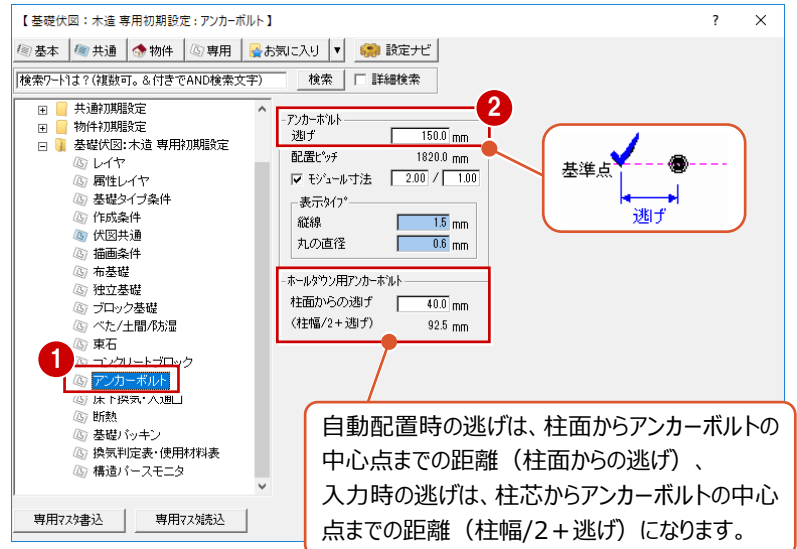 【 基礎伏図 : 木造 専用初期設定 : アンカーボルト 】
? ×
基本 共通 物件 専用 お気に入り ▼ 設定ナビ
検索ワードは?(複数可。&付きでAND検索文字) 検索 詳細検索
共通初期設定
物件初期設定
基礎伏図:木造 専用初期設定
レイヤ
属性レイヤ
基礎タイプ条件
作成条件
伏図共通
描画条件
布基礎
独立基礎
ブロック基礎
べた/土間/防湿
束石
コンクリートブロック
1
アンカーボルト
床下換気・人通口
断熱
基礎パッキン
換気判定表・使用材料表
構造パースモニタ
専用マスタ書込 専用マスタ読込
2
アンカーボルト
逃げ 150.0 mm
配置ピッチ 1820.0 mm
モジュール寸法 2.00 / 1.00
表示タイプ
縦線 1.5 mm
丸の直径 0.6 mm
ホールダウン用アンカーボルト
柱面からの逃げ 40.0 mm
(柱幅/2+逃げ) 92.5 mm
基準点
逃げ
自動配置時の逃げは、柱面からアンカーボルトの
中心点までの距離（柱面からの逃げ）、
入力時の逃げは、柱芯からアンカーボルトの中心
点までの距離（柱幅/2＋逃げ）になります。